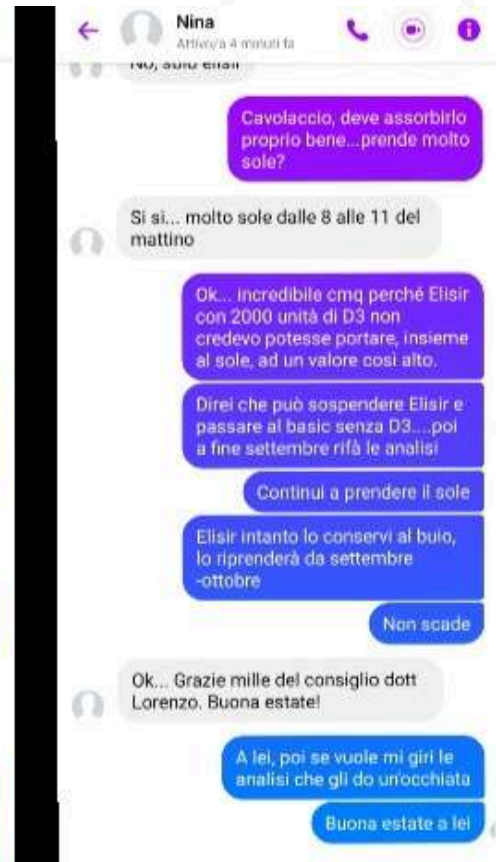 Nina
Attivo/a 4 minuti fa
No, solo elisir
Cavolaccio, deve assorbirlo
proprio bene...prende molto
sole?
Si si... molto sole dalle 8 alle 11 del
mattino
Ok... incredibile cmq perché Elisir
con 2000 unità di D3 non
credevo potesse portare, insieme
al sole, ad un valore così alto.
Direi che può sospendere Elisir e
passare al basic senza D3....poi
a fine settembre rifà le analisi
Continui a prendere il sole
Elisir intanto lo conservi al buio,
lo riprenderà da settembre
-ottobre
Non scade
Ok... Grazie mille del consiglio dott
Lorenzo. Buona estate!
A lei, poi se vuole mi giri le
analisi che gli do un'occhiata
Buona estate a lei